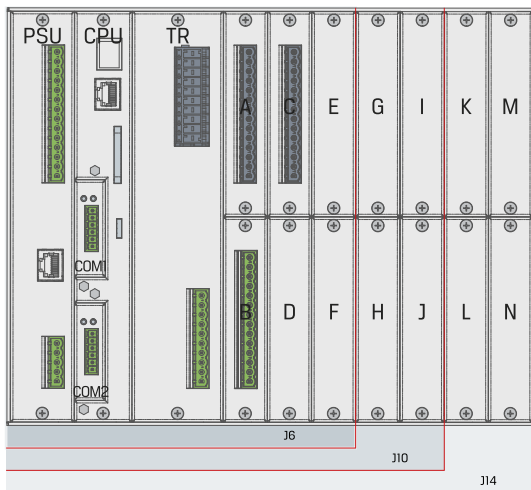 PSU CPU TR
A C E G I K M
COM1
B D F H J L N
COM2
J6
J10
J14